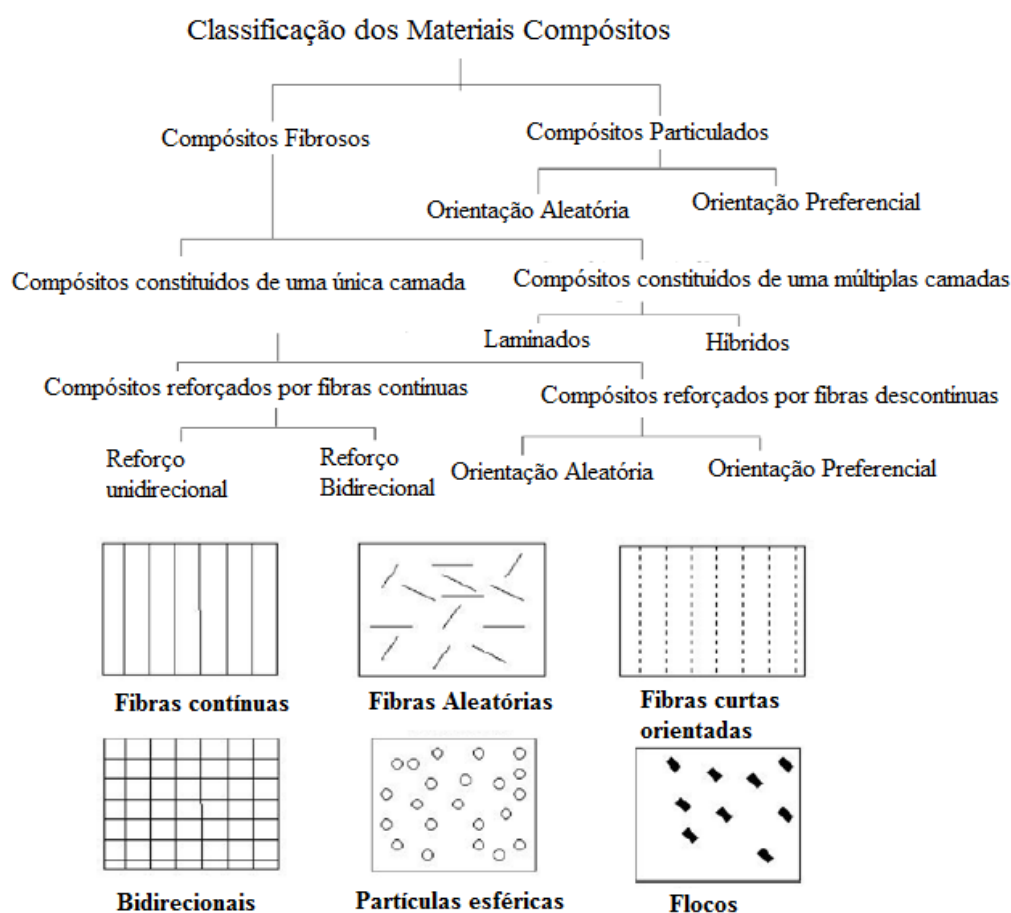 Classificação dos Materiais Compósitos
Compósitos Fibrosos
Compósitos Particulados
Orientação Aleatória
Orientação Preferencial
Compósitos constituídos de uma única camada
Compósitos constituídos de uma múltiplas camadas
Laminados
Híbridos
Compósitos reforçados por fibras contínuas
Compósitos reforçados por fibras descontínuas
Reforço
unidirecional
Reforço
Bidirecional
Orientação Aleatória
Orientação Preferencial
Fibras contínuas
Fibras Aleatórias
Fibras curtas
orientadas
Bidirecionais
Partículas esféricas
Flocos